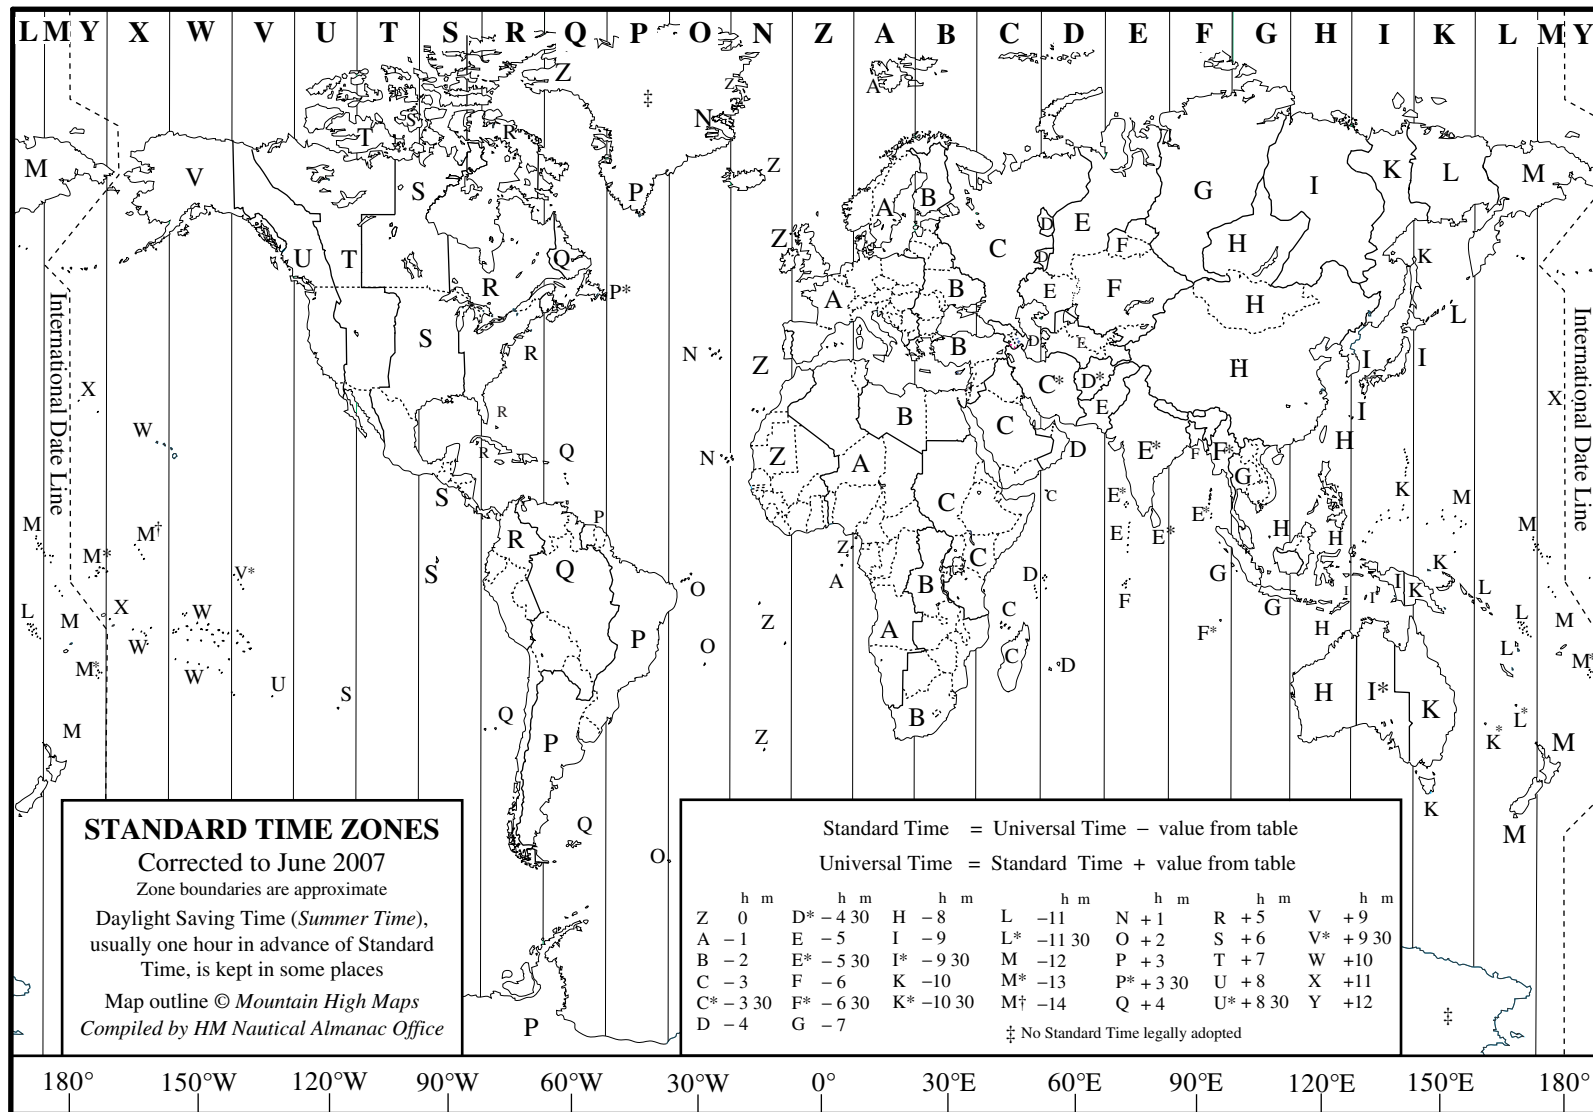 L M Y X W V U T S R Q P O N Z A B C D E F G H I K L M Y
Z Z ‡ A
S N
T R
M V S P Z A B G I K L M
U T R Q P* Z C D E F H K
D
A B E F H L
S R N Z B D E H I I
X C* D* E X
W R Q N Z A B C D E* F F* G H I
S P C E* E* E* K K M
M M† M* R Z C E G H H M
S V* Q O A B D F G I I K K L
L M X W W P Z A C F* G H L M
W M* W O C D H L M*
U S Q P Z B H I* K L* K*
M Q O K M M
International Date Line
International Date Line
STANDARD TIME ZONES
Corrected to June 2007
Zone boundaries are approximate
Daylight Saving Time (Summer Time),
usually one hour in advance of Standard
Time, is kept in some places
Map outline © Mountain High Maps
Compiled by HM Nautical Almanac Office
P
Standard Time = Universal Time − value from table
Universal Time = Standard Time + value from table
h m h m h m h m h m h m h m
Z 0 D* − 4 30 H − 8 L −11 N + 1 R + 5 V + 9
A − 1 E − 5 I − 9 L* −11 30 O + 2 S + 6 V* + 9 30
B − 2 E* − 5 30 I* − 9 30 M −12 P + 3 T + 7 W +10
C − 3 F − 6 K −10 M* −13 P* + 3 30 U + 8 X +11
C* − 3 30 F* − 6 30 K* −10 30 M† −14 Q + 4 U* + 8 30 Y +12
D − 4 G − 7 ‡ No Standard Time legally adopted
‡
180° 150°W 120°W 90°W 60°W 30°W 0° 30°E 60°E 90°E 120°E 150°E 180°